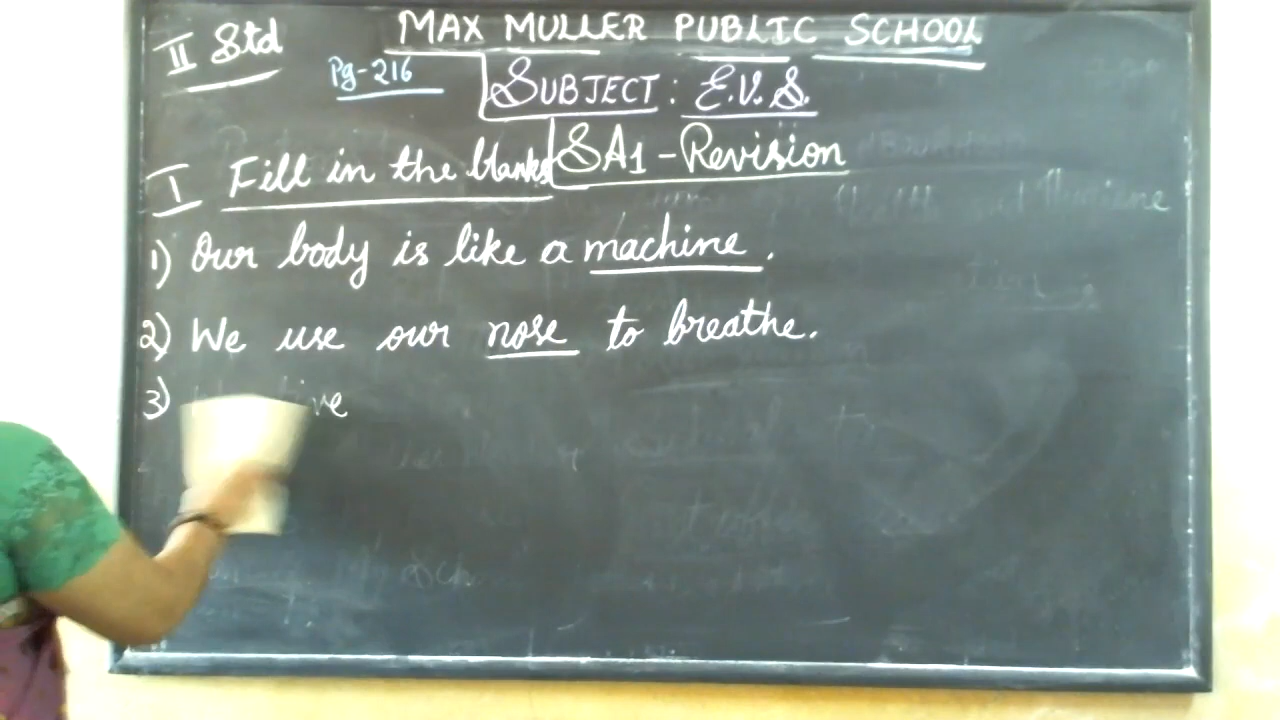 MAX MULLER PUBLIC SCHOOL
II Std
Pg-216
SUBJECT: E.V.S.
SA1-Revision
I Fill in the blanks
1) Our body is like a machine.
2) We use our nose to breathe.
3)